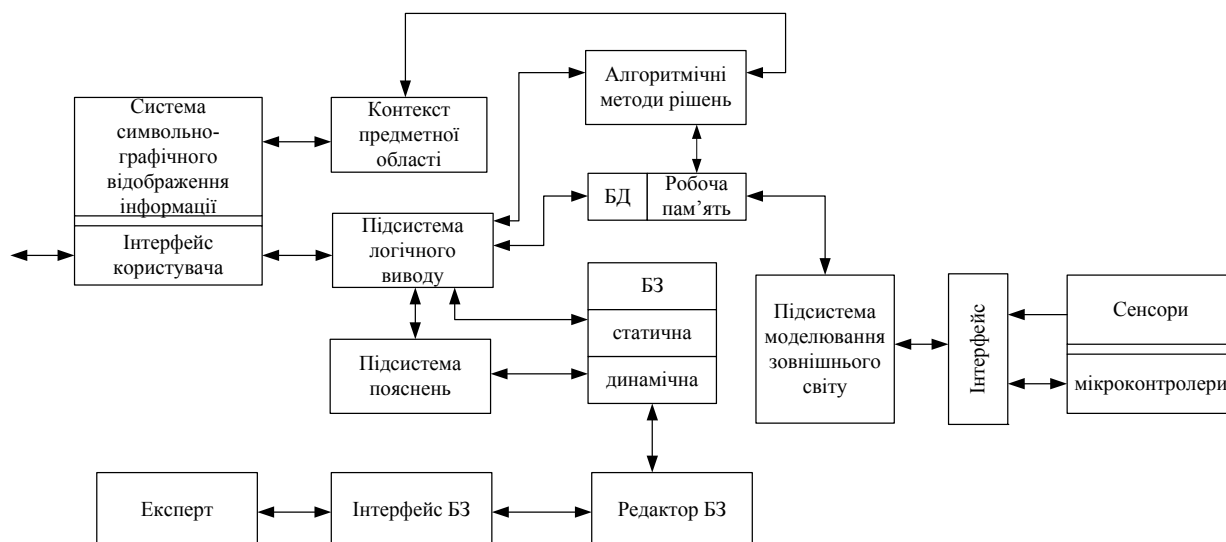 Алгоритмічні
методи рішень
Система
символьно-
графічного
відображення
інформації
Контекст
предметної
області
БД
Робоча
пам’ять
Інтерфейс
користувача
Підсистема
логічного
виводу
БЗ
статична
динамічна
Підсистема
пояснень
Підсистема
моделювання
зовнішнього
світу
Інтерфейс
Сенсори
мікроконтролери
Експерт
Інтерфейс БЗ
Редактор БЗ